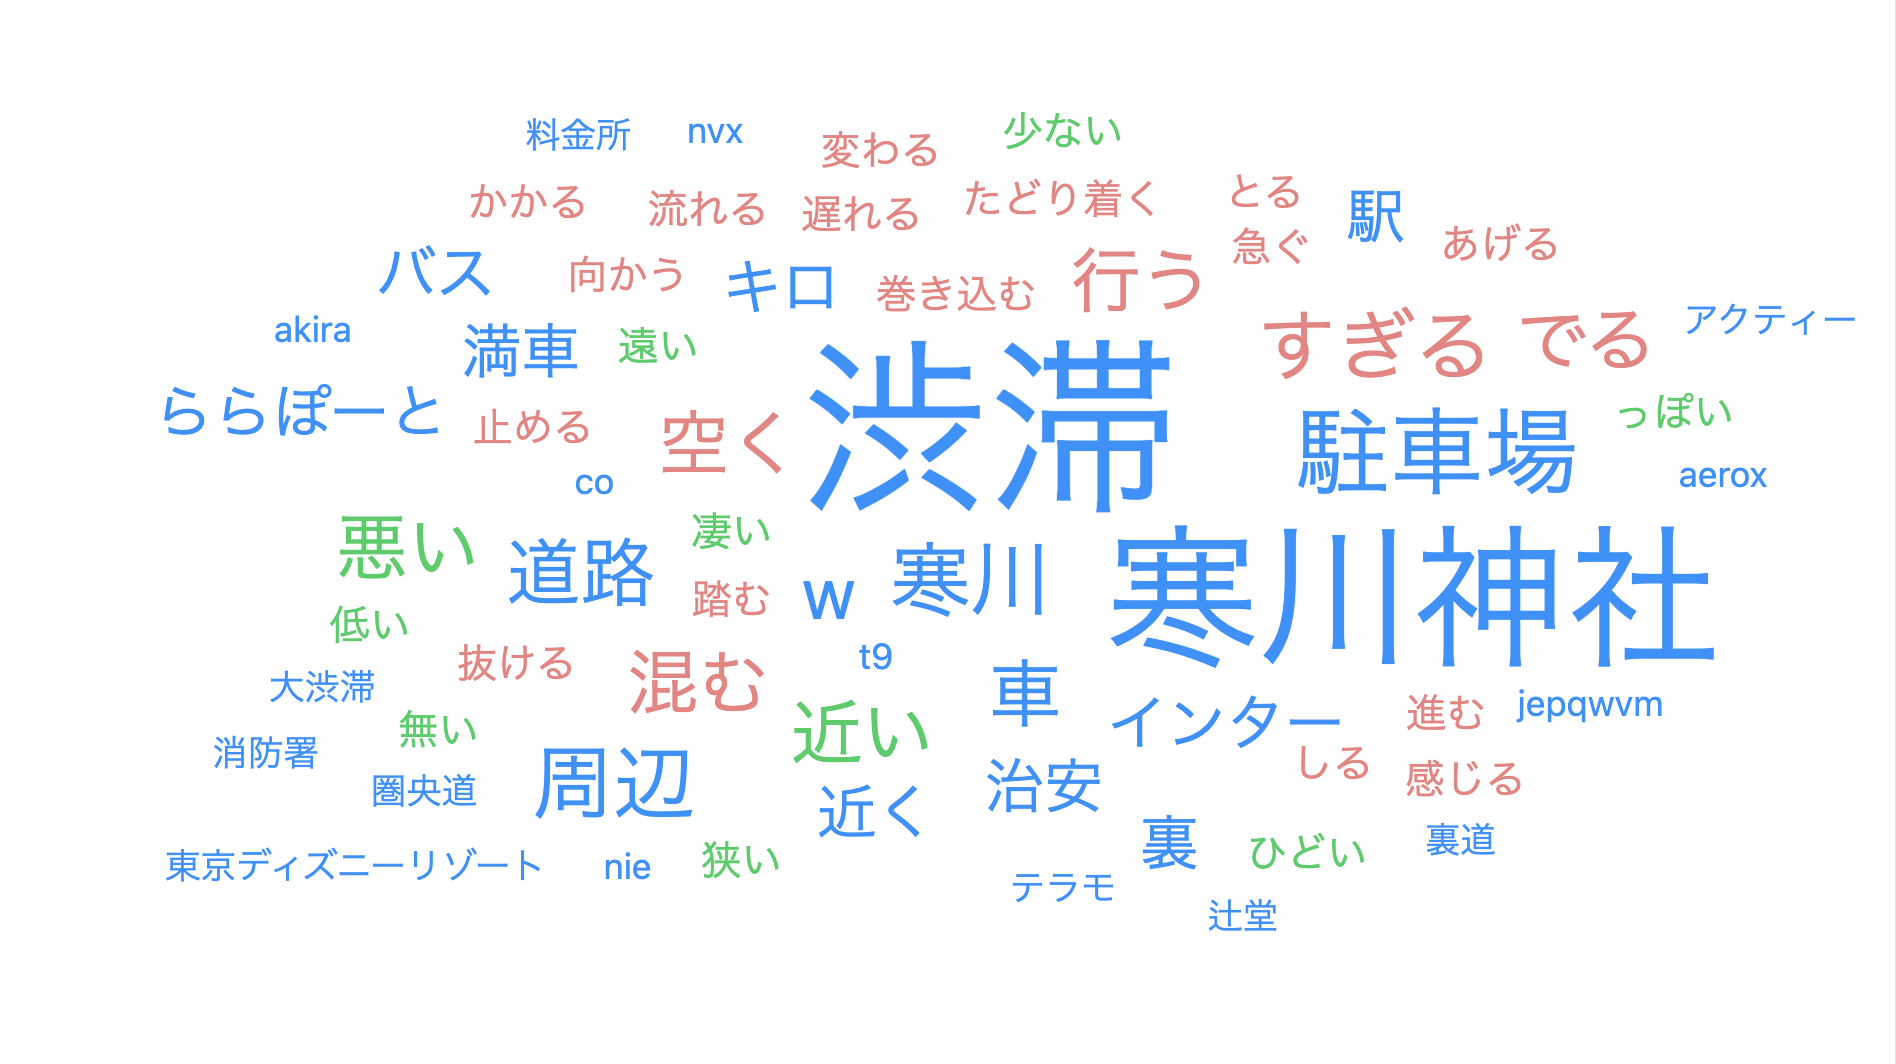 料金所
nvx
変わる
少ない
かかる
流れる
遅れる
たどり着く
とる
駅
急ぐ
あげる
バス
向かう
キロ
巻き込む
行う
akira
満車
遠い
すぎる
でる
アクティー
ららぽーと
止める
空く
渋滞
駐車場
っぽい
co
aerox
悪い
道路
凄い
踏む
w
寒川
寒川神社
低い
抜ける
混む
t9
車
大渋滞
無い
近い
インター
進む
jepqwvm
消防署
圏央道
周辺
近く
治安
しる
感じる
裏
ひどい
裏道
東京ディズニーリゾート
nie
狭い
テラモ
辻堂